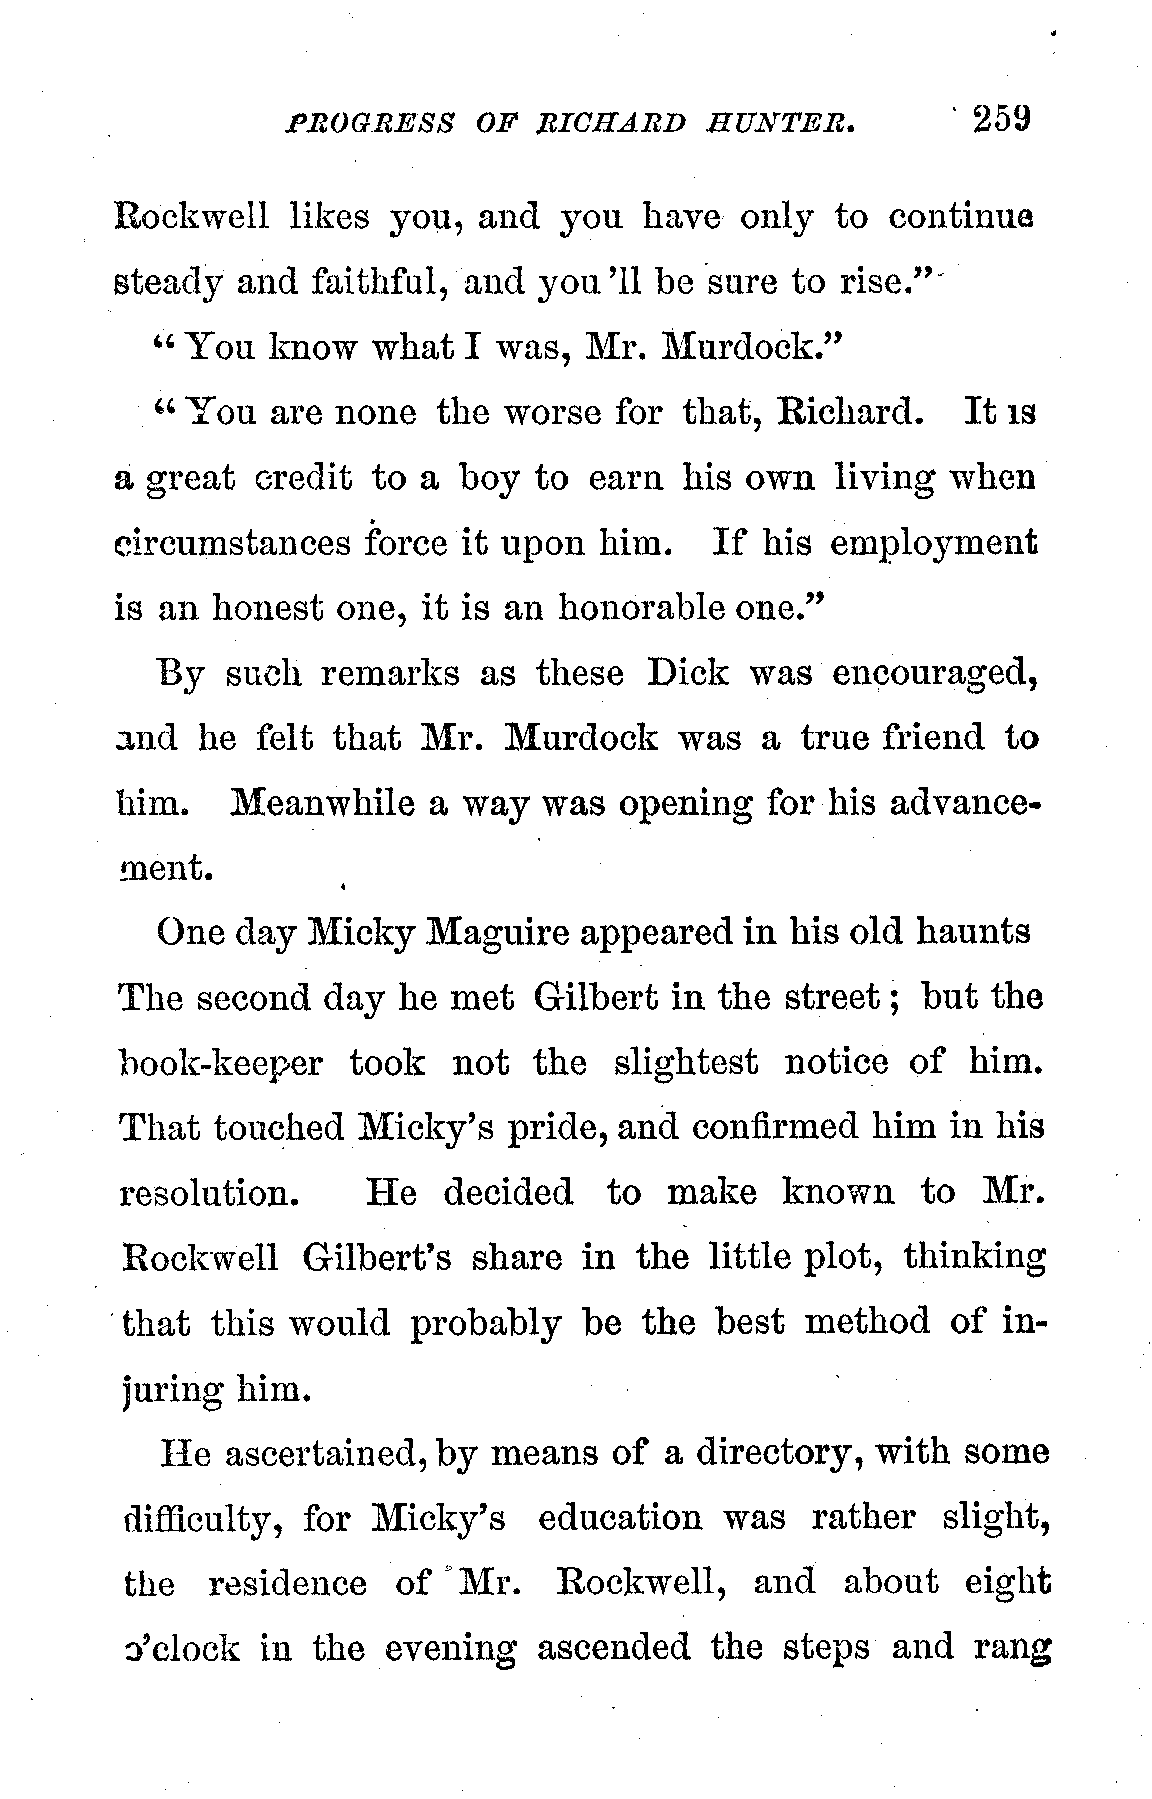 PROGRESS OF RICHARD HUNTER. 259
Rockwell likes you, and you have only to continue
steady and faithful, and you 'll be sure to rise."
"You know what I was, Mr. Murdock."
"You are none the worse for that, Richard. It is
a great credit to a boy to earn his own living when
circumstances force it upon him. If his employment
is an honest one, it is an honorable one."
By such remarks as these Dick was encouraged,
and he felt that Mr. Murdock was a true friend to
him. Meanwhile a way was opening for his advance-
ment.
One day Micky Maguire appeared in his old haunts
The second day he met Gilbert in the street; but the
book-keeper took not the slightest notice of him.
That touched Micky's pride, and confirmed him in his
resolution. He decided to make known to Mr.
Rockwell Gilbert's share in the little plot, thinking
that this would probably be the best method of in-
juring him.
He ascertained, by means of a directory, with some
difficulty, for Micky's education was rather slight,
the residence of Mr. Rockwell, and about eight
o'clock in the evening ascended the steps and rang